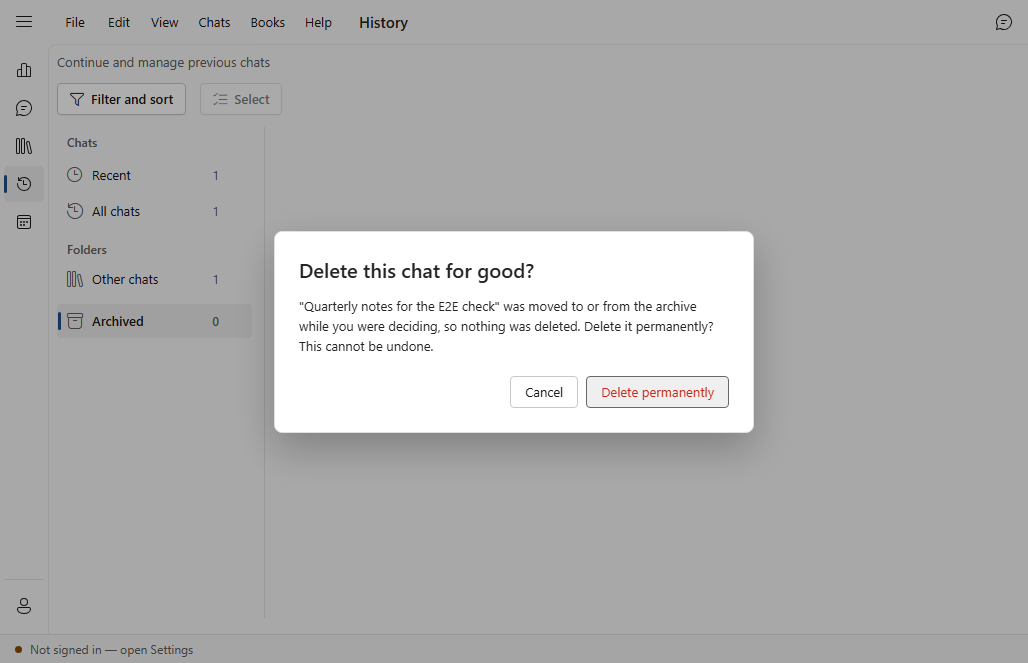 File Edit View Chats Books Help History
Continue and manage previous chats
Filter and sort Select
Chats
Recent 1
All chats 1
Folders
Other chats 1
Archived 0
Delete this chat for good?
"Quarterly notes for the E2E check" was moved to or from the archive
while you were deciding, so nothing was deleted. Delete it permanently?
This cannot be undone.
Cancel Delete permanently
Not signed in — open Settings